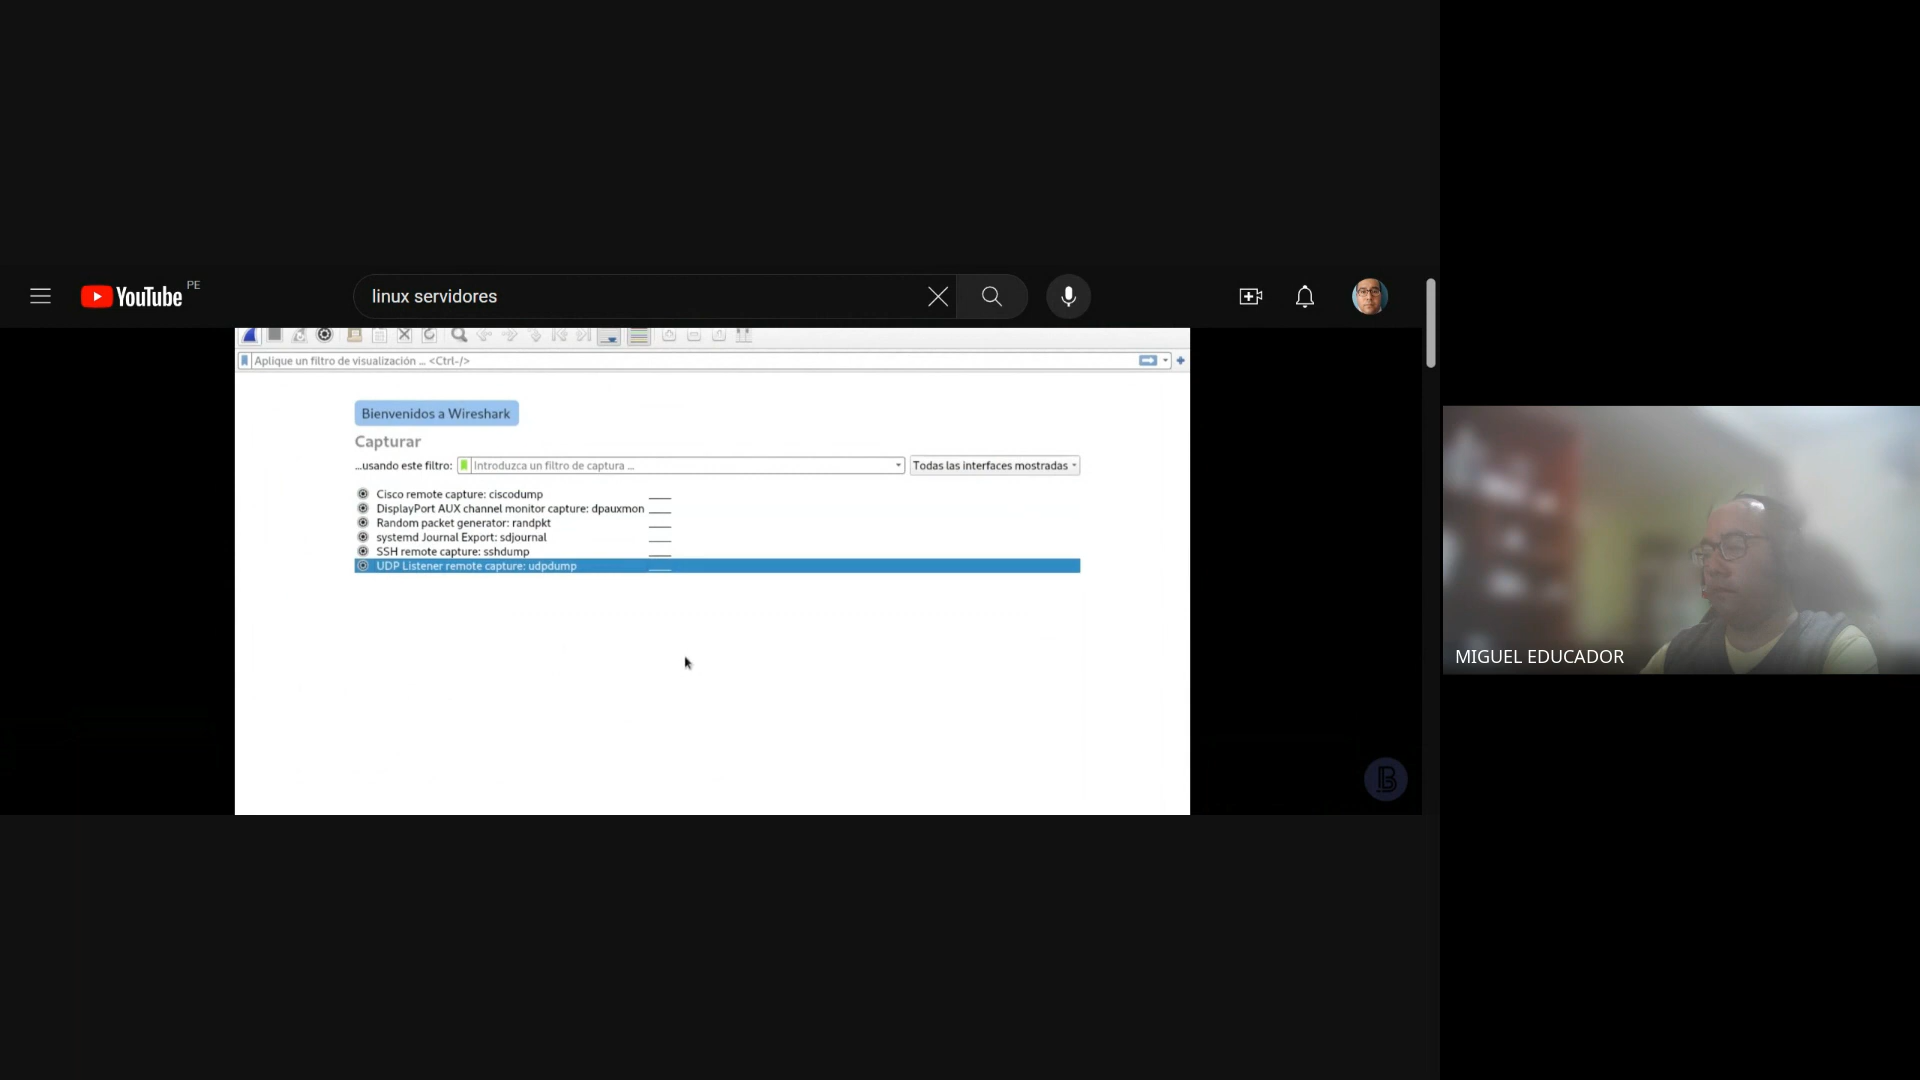 YouTube PE
linux servidores
Aplique un filtro de visualización ... <Ctrl-/>
Bienvenidos a Wireshark
Capturar
...usando este filtro: Introduzca un filtro de captura ... Todas las interfaces mostradas
Cisco remote capture: ciscodump
DisplayPort AUX channel monitor capture: dpauxmon
Random packet generator: randpkt
systemd Journal Export: sdjournal
SSH remote capture: sshdump
UDP Listener remote capture: udpdump
MIGUEL EDUCADOR
B